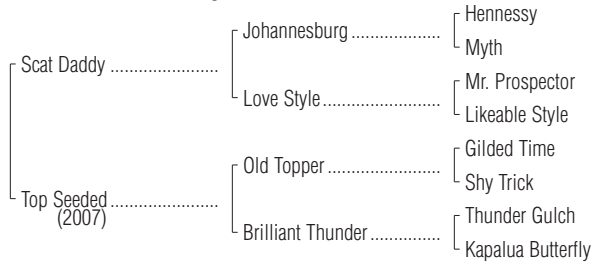 Hennessy
Johannesburg ...................
Myth
Scat Daddy .......................
Mr. Prospector
Love Style.........................
Likeable Style
Gilded Time
Old Topper ........................
Shy Trick
Top Seeded.......................
(2007)
Thunder Gulch
Brilliant Thunder...............
Kapalua Butterfly